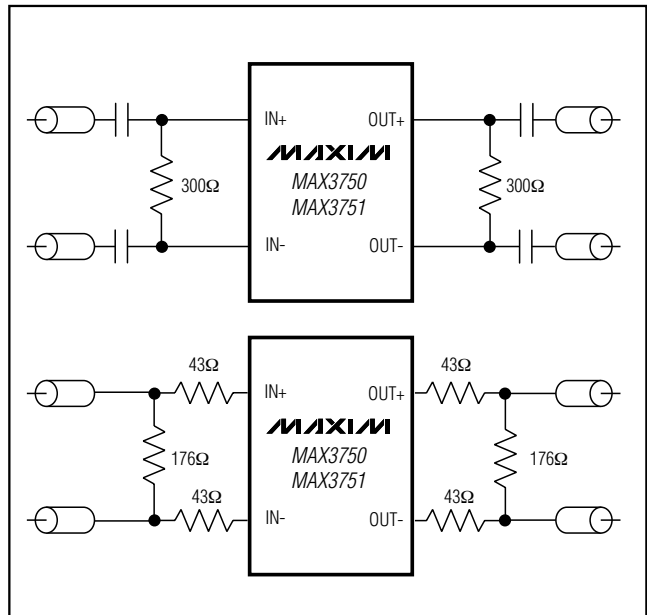 IN+ OUT+
MAXIM
300Ω MAX3750 300Ω
MAX3751
IN- OUT-
43Ω 43Ω
IN+ OUT+
MAXIM
176Ω MAX3750 176Ω
MAX3751
43Ω 43Ω
IN- OUT-